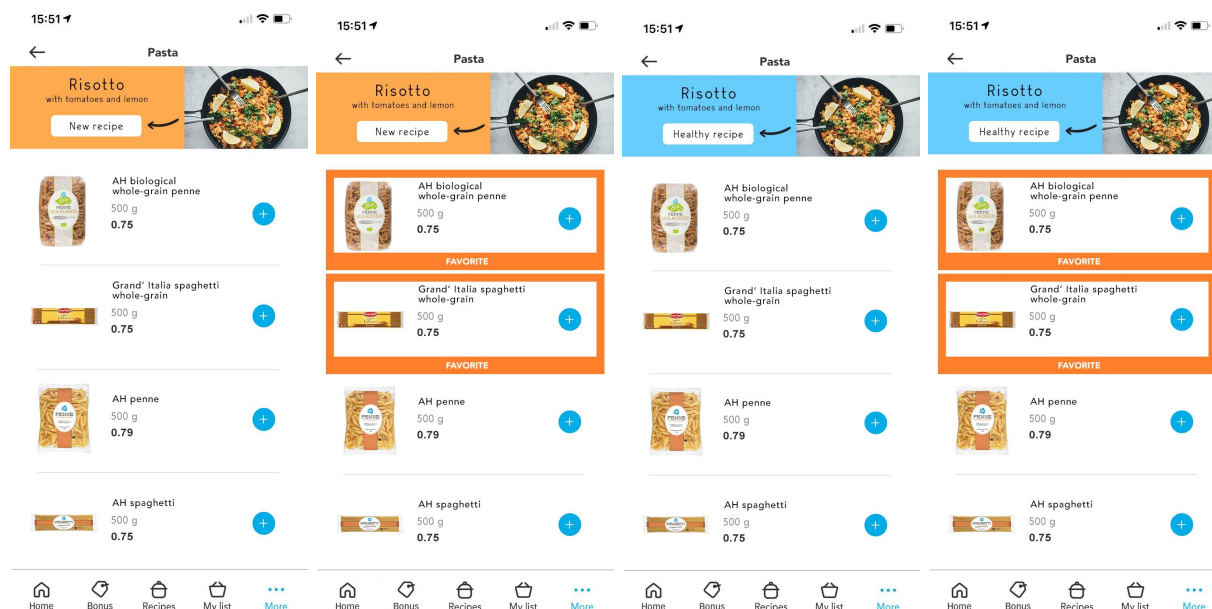 15:51
Pasta
Risotto
with tomatoes and lemon
New recipe
AH biological
whole-grain penne
500 g
0.75
Grand' Italia spaghetti
whole-grain
500 g
0.75
PENNE
AH penne
500 g
0.79
SPAGHETTI
AH spaghetti
500 g
0.75
Home
Bonus
Recipes
My list
More
15:51
Pasta
Risotto
with tomatoes and lemon
New recipe
AH biological
whole-grain penne
500 g
0.75
FAVORITE
Grand' Italia spaghetti
whole-grain
500 g
0.75
FAVORITE
PENNE
AH penne
500 g
0.79
SPAGHETTI
AH spaghetti
500 g
0.75
Home
Bonus
Recipes
My list
More
15:51
Pasta
Risotto
with tomatoes and lemon
Healthy recipe
AH biological
whole-grain penne
500 g
0.75
Grand' Italia spaghetti
whole-grain
500 g
0.75
PENNE
AH penne
500 g
0.79
SPAGHETTI
AH spaghetti
500 g
0.75
Home
Bonus
Recipes
My list
More
15:51
Pasta
Risotto
with tomatoes and lemon
Healthy recipe
AH biological
whole-grain penne
500 g
0.75
FAVORITE
Grand' Italia spaghetti
whole-grain
500 g
0.75
FAVORITE
PENNE
AH penne
500 g
0.79
SPAGHETTI
AH spaghetti
500 g
0.75
Home
Bonus
Recipes
My list
More